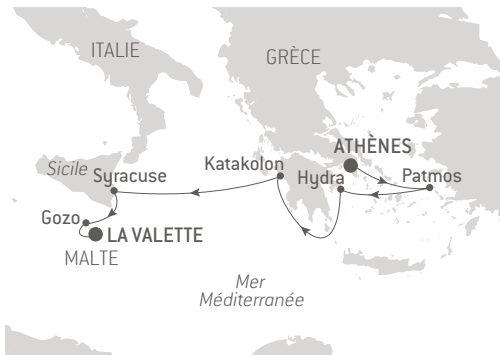 ITALIE
GRÈCE
ATHÈNES
Katakolon
Sicile
Syracuse
Hydra
Patmos
Gozo
LA VALETTE
MALTE
Mer
Méditerranée